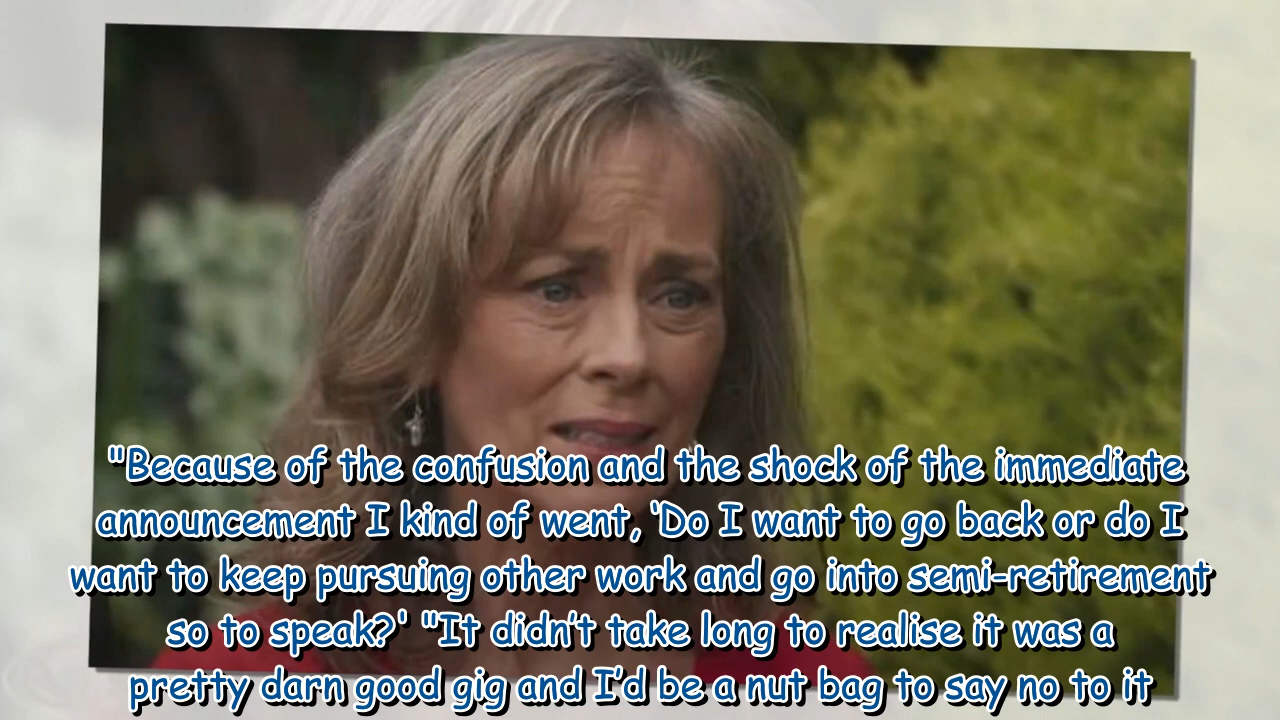 "Because of the confusion and the shock of the immediate
announcement I kind of went, ‘Do I want to go back or do I
want to keep pursuing other work and go into semi-retirement
so to speak?' "It didn’t take long to realise it was a
pretty darn good gig and I’d be a nut bag to say no to it